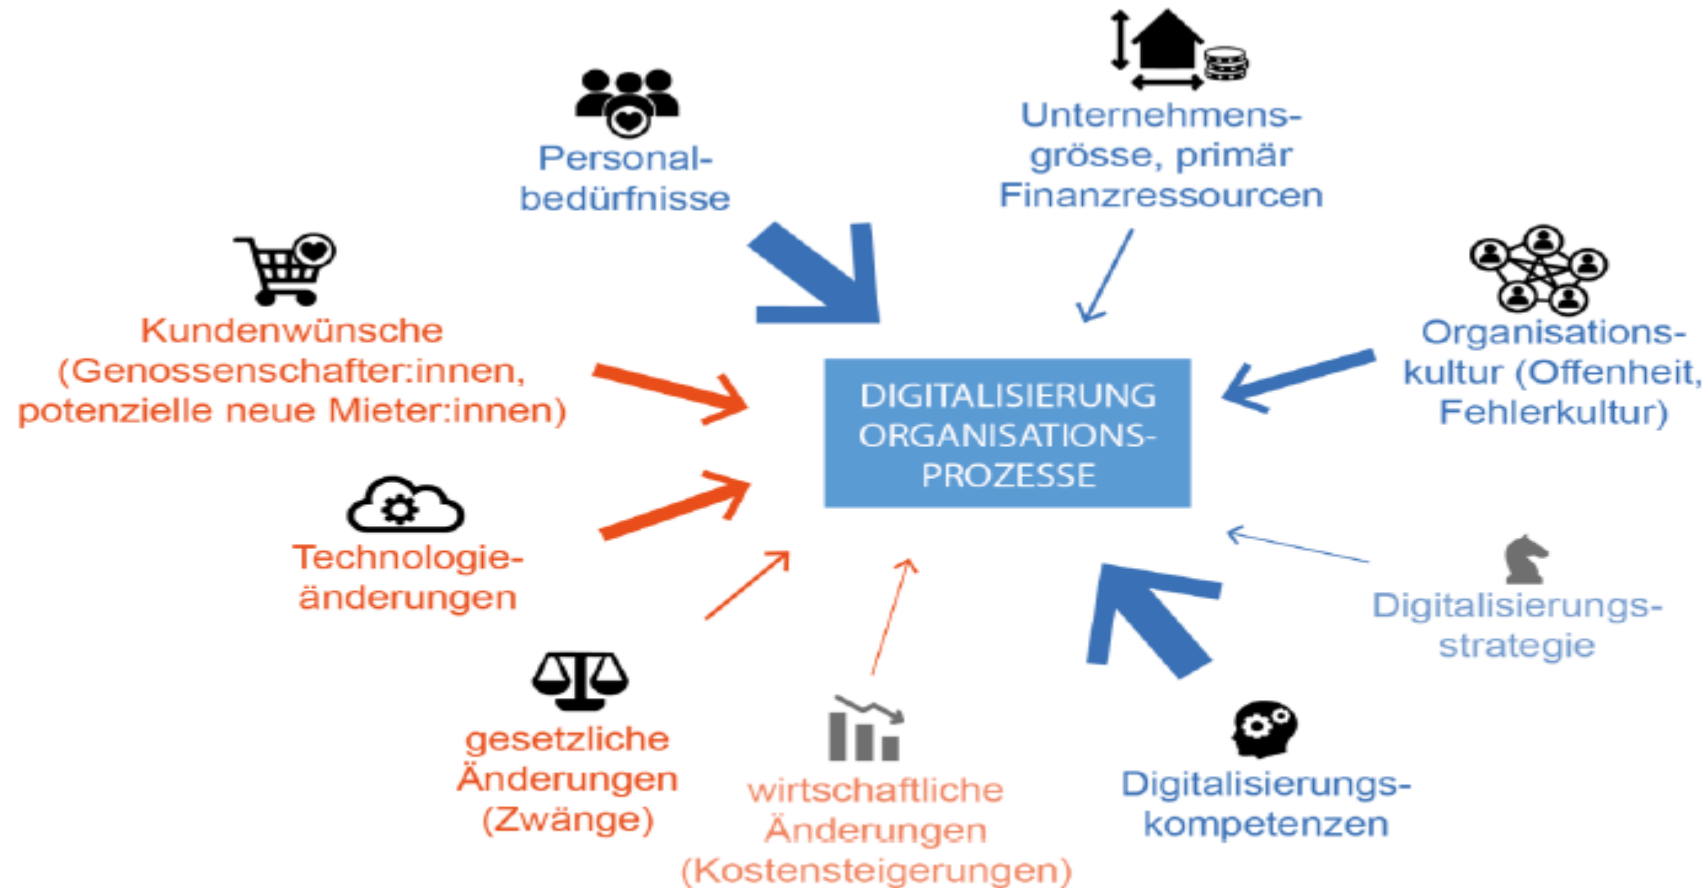 Personal-
bedürfnisse
Unternehmens-
grösse, primär
Finanzressourcen
Kundenwünsche
(Genossenschafter:innen,
potenzielle neue Mieter:innen)
Organisations-
kultur (Offenheit,
Fehlerkultur)
DIGITALISIERUNG
ORGANISATIONS-
PROZESSE
Technologie-
änderungen
Digitalisierungs-
strategie
gesetzliche
Änderungen
(Zwänge)
wirtschaftliche
Änderungen
(Kostensteigerungen)
Digitalisierungs-
kompetenzen